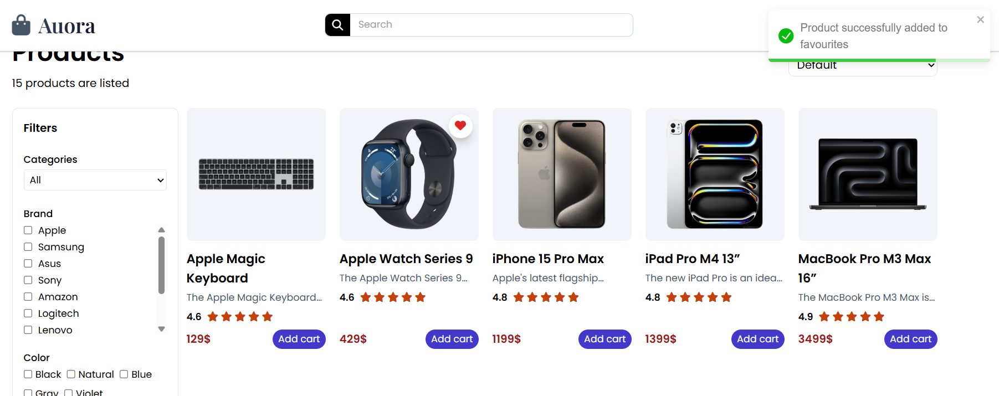 Auora
Search
Product successfully added to
favourites
Products
Default
15 products are listed
Filters
Categories
All
Brand
Apple
Samsung
Asus
Sony
Amazon
Logitech
Lenovo
Color
Black Natural Blue
Gray Violet
Apple Magic
Keyboard
The Apple Magic Keyboard...
4.6
129$ Add cart
Apple Watch Series 9
The Apple Watch Series 9...
4.6
429$ Add cart
iPhone 15 Pro Max
Apple's latest flagship...
4.8
1199$ Add cart
iPad Pro M4 13”
The new iPad Pro is an idea...
4.8
1399$ Add cart
MacBook Pro M3 Max
16”
The MacBook Pro M3 Max is...
4.9
3499$ Add cart